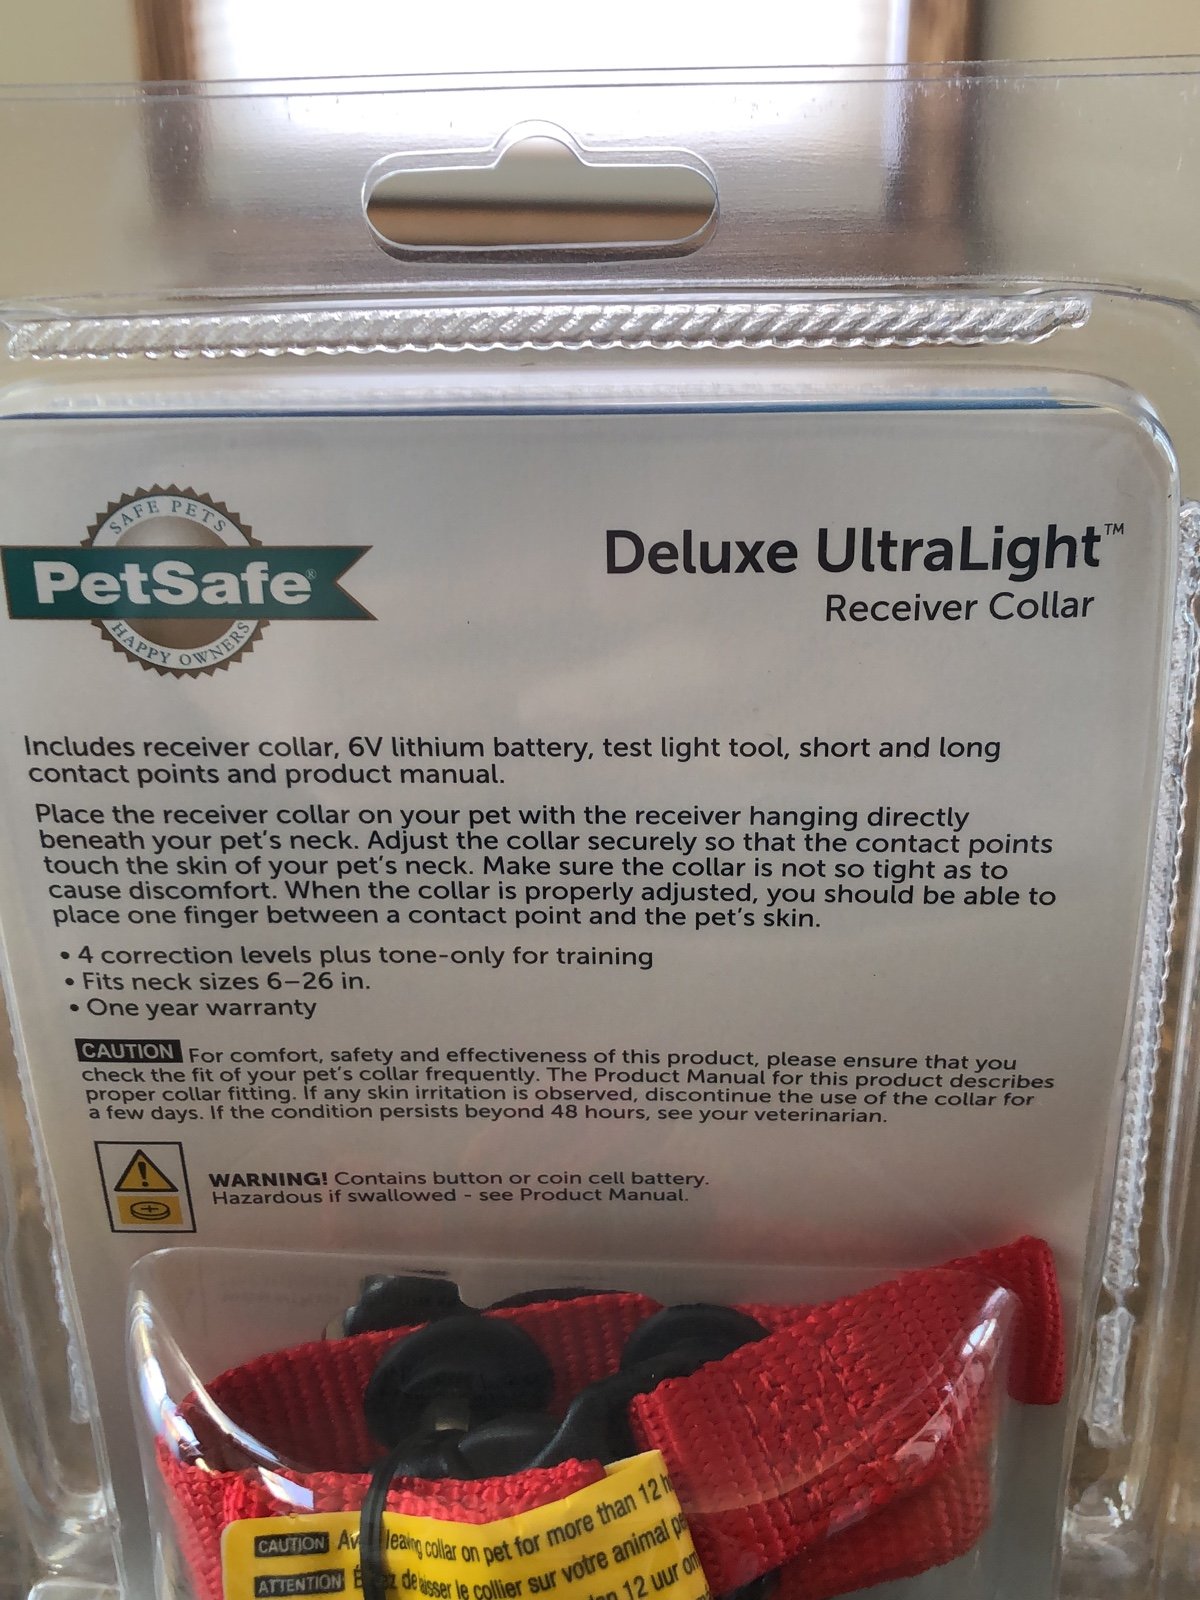 SAFE PETS
PetSafe®
HAPPY OWNERS
Deluxe UltraLight™
Receiver Collar
Includes receiver collar, 6V lithium battery, test light tool, short and long
contact points and product manual.
Place the receiver collar on your pet with the receiver hanging directly
beneath your pet's neck. Adjust the collar securely so that the contact points
touch the skin of your pet's neck. Make sure the collar is not so tight as to
cause discomfort. When the collar is properly adjusted, you should be able to
place one finger between a contact point and the pet's skin.
• 4 correction levels plus tone-only for training
• Fits neck sizes 6–26 in.
• One year warranty
CAUTION For comfort, safety and effectiveness of this product, please ensure that you
check the fit of your pet's collar frequently. The Product Manual for this product describes
proper collar fitting. If any skin irritation is observed, discontinue the use of the collar for
a few days. If the condition persists beyond 48 hours, see your veterinarian.
WARNING! Contains button or coin cell battery.
Hazardous if swallowed - see Product Manual.
CAUTION leaving collar on pet for more than 12
ATTENTION le collier sur votre animal
12 uur